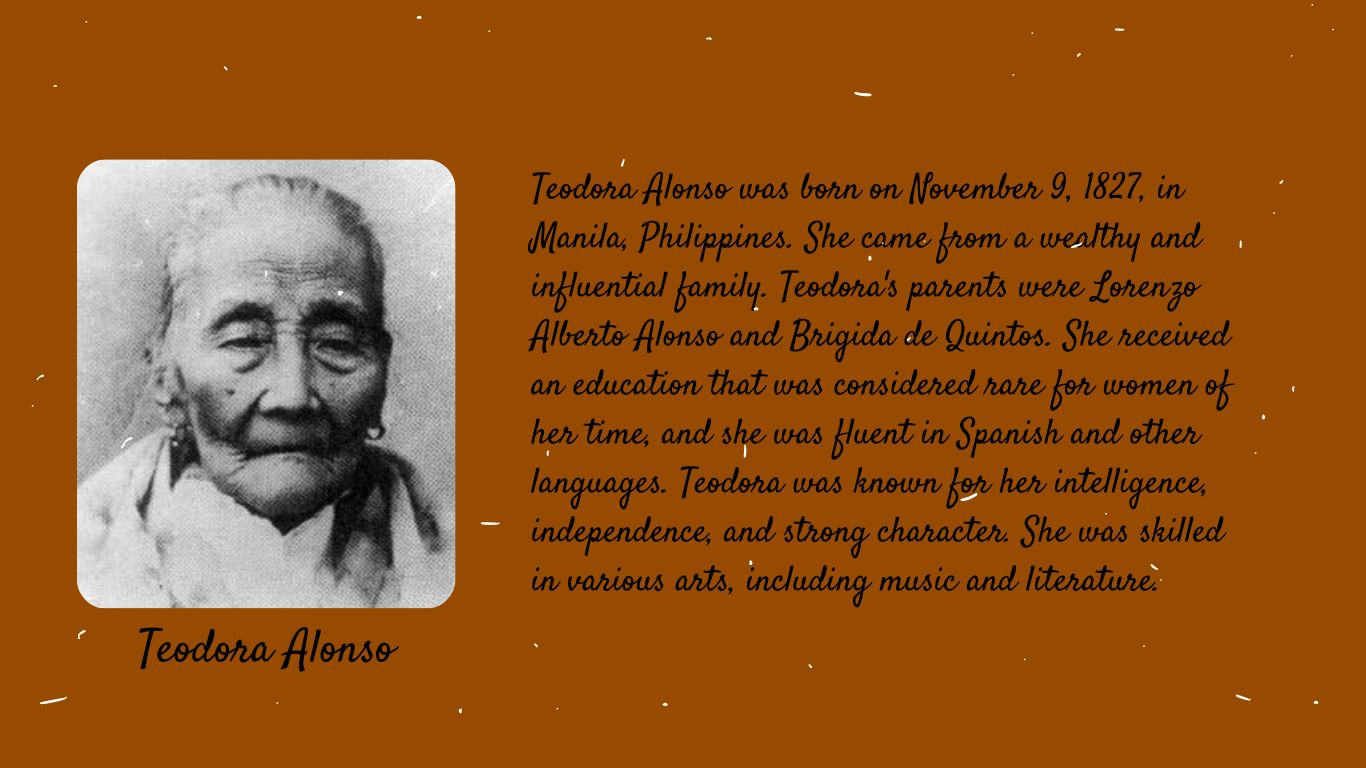 Teodora Alonso was born on November 9, 1827, in
Manila, Philippines. She came from a wealthy and
influential family. Teodora's parents were Lorenzo
Alberto Alonso and Brigida de Quintos. She received
an education that was considered rare for women of
her time, and she was fluent in Spanish and other
languages. Teodora was known for her intelligence,
independence, and strong character. She was skilled
in various arts, including music and literature.
Teodora Alonso